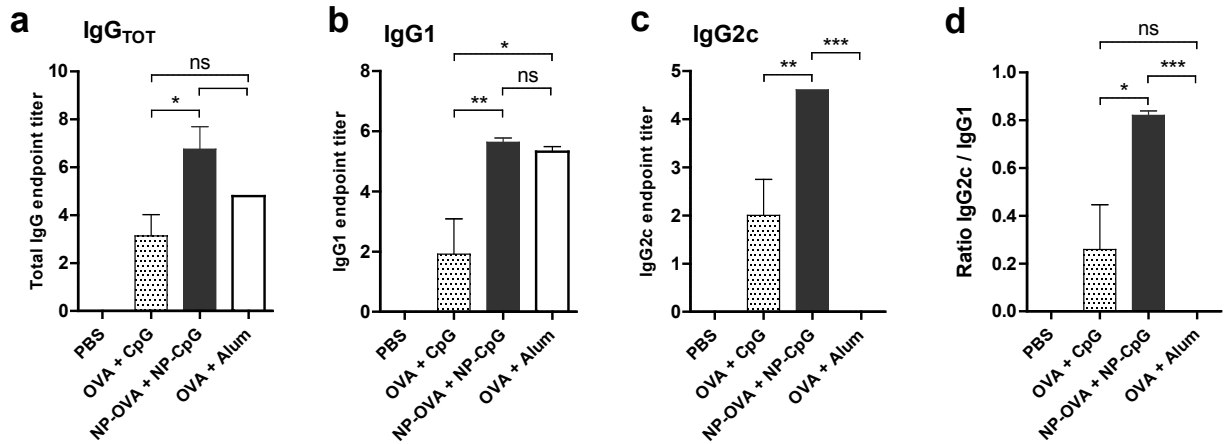 a
IgGTOT
ns
*
Total IgG endpoint titer
10
8
6
4
2
0
PBS
OVA + CpG
NP-OVA + NP-CpG
OVA + Alum
b
IgG1
*
ns
**
IgG1 endpoint titer
8
6
4
2
0
PBS
OVA + CpG
NP-OVA + NP-CpG
OVA + Alum
c
IgG2c
***
**
IgG2c endpoint titer
5
4
3
2
1
0
PBS
OVA + CpG
NP-OVA + NP-CpG
OVA + Alum
d
ns
***
*
Ratio IgG2c / IgG1
1.0
0.8
0.6
0.4
0.2
0.0
PBS
OVA + CpG
NP-OVA + NP-CpG
OVA + Alum